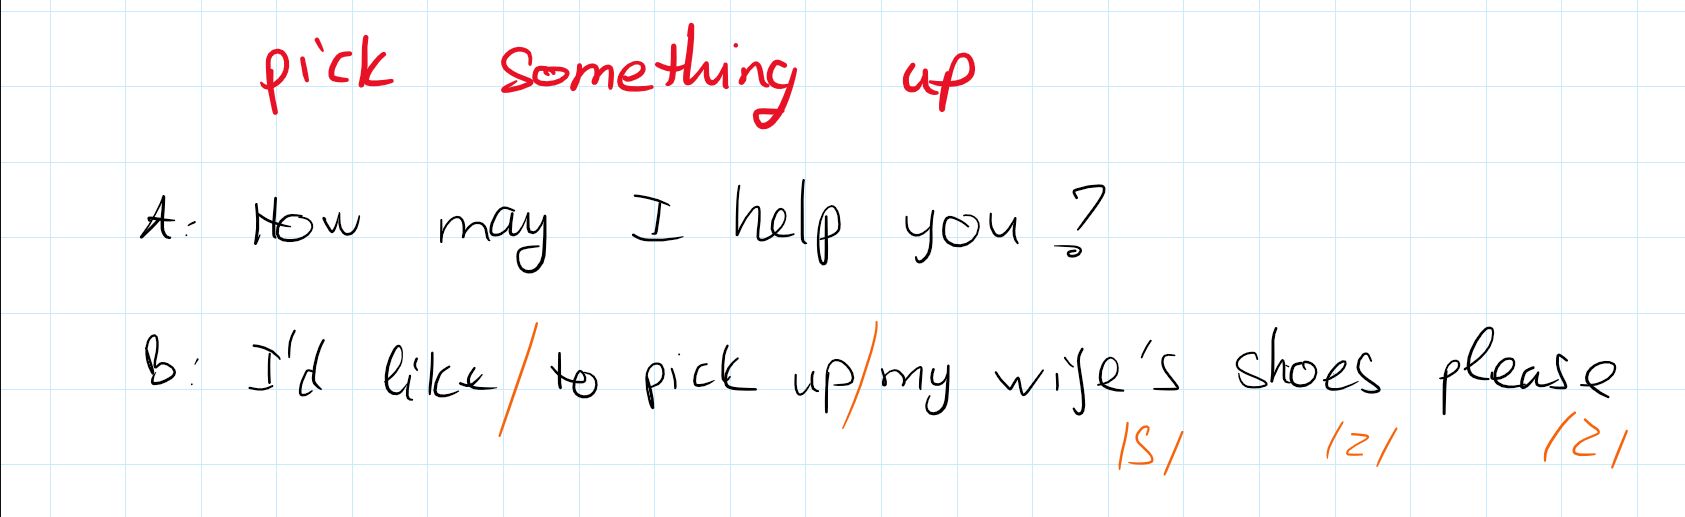 pick something up
A: How may I help you?
B: I'd like / to pick up / my wife's shoes please
/s/ /z/ /z/